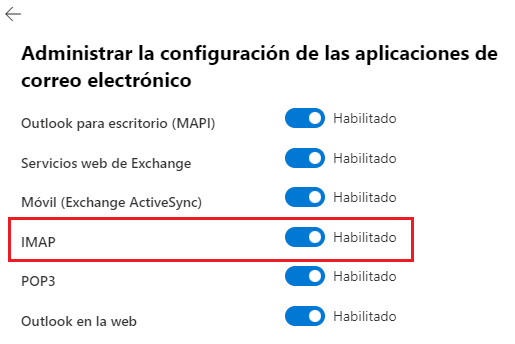 Administrar la configuración de las aplicaciones de
correo electrónico
Outlook para escritorio (MAPI) Habilitado
Servicios web de Exchange Habilitado
Móvil (Exchange ActiveSync) Habilitado
IMAP Habilitado
POP3 Habilitado
Outlook en la web Habilitado